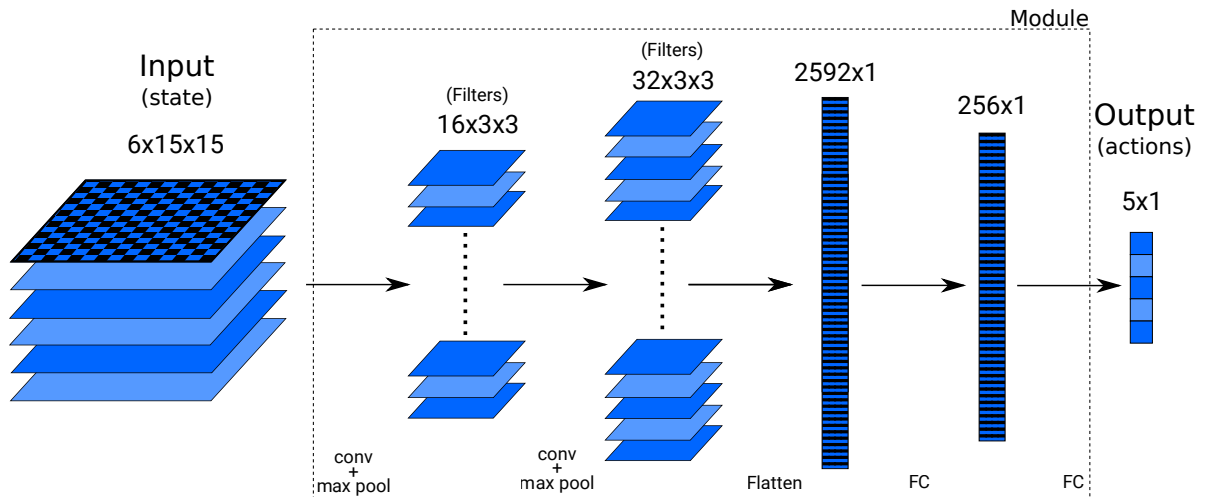 Module
Input
(state)
6x15x15
(Filters)
16x3x3
(Filters)
32x3x3
2592x1
256x1
Output
(actions)
5x1
conv
+
max pool
conv
+
max pool
Flatten
FC
FC